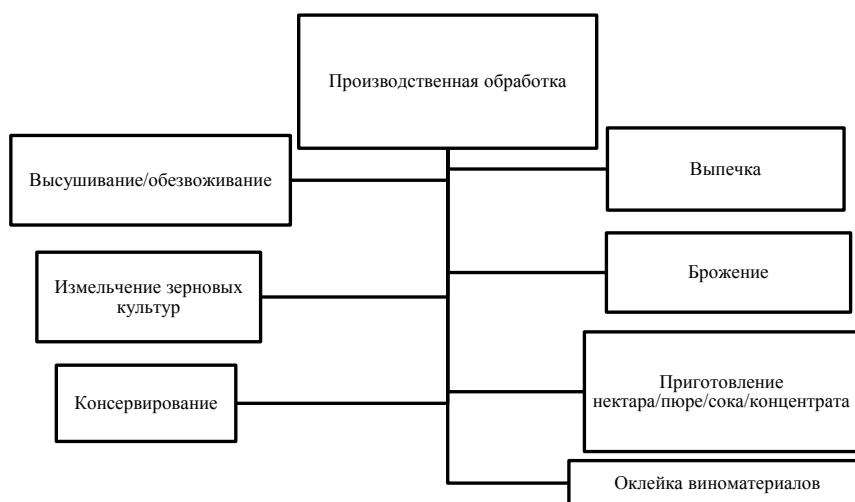 Производственная обработка
Высушивание/обезвоживание
Выпечка
Измельчение зерновых
культур
Брожение
Консервирование
Приготовление
нектара/пюре/сока/концентрата
Оклейка виноматериалов